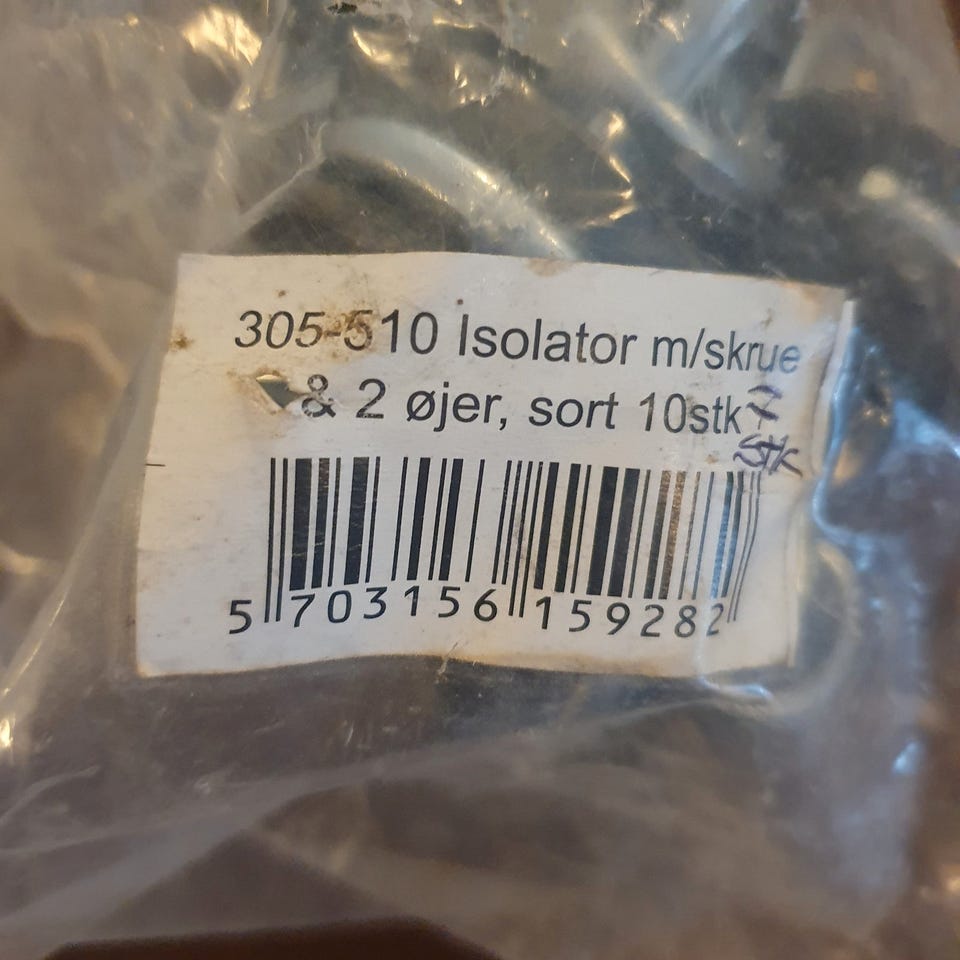 305-510 Isolator m/skrue
& 2 øjer, sort 10stk 7
stk
5 703156 159282